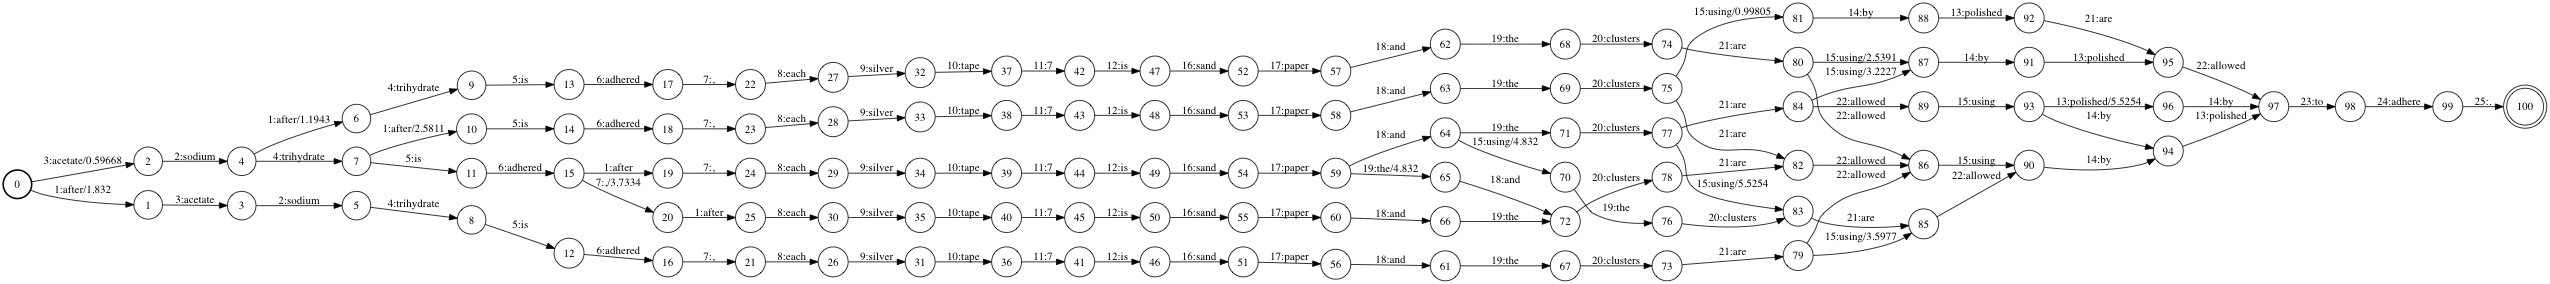 15:using/0.99805 81 14:by 88 13:polished 92 21:are
62 19:the 68 20:clusters 74 21:are 80 15:using/2.5391 87 14:by 91 13:polished 95 22:allowed
4:trihydrate 9 5:is 13 6:adhered 17 7:, 22 8:each 27 9:silver 32 10:tape 37 11:7 42 12:is 47 16:sand 52 17:paper 57 18:and
15:using/3.2227
18:and 63 19:the 69 20:clusters 75
1:after/1.1943 6 21:are 84 22:allowed 89 15:using 93 13:polished/5.5254 96 14:by 97 23:to 98 24:adhere 99 25:. 100
22:allowed 14:by 13:polished
1:after/2.5811 10 5:is 14 6:adhered 18 7:, 23 8:each 28 9:silver 33 10:tape 38 11:7 43 12:is 48 16:sand 53 17:paper 58
18:and 64 19:the 71 20:clusters 77 21:are
15:using/4.832
3:acetate/0.59668 2 2:sodium 4 4:trihydrate 7 5:is 82 22:allowed 86 15:using 90 14:by 94
11 6:adhered 15 1:after 19 7:, 24 8:each 29 9:silver 34 10:tape 39 11:7 44 12:is 49 16:sand 54 17:paper 59 19:the/4.832 65 18:and 70 20:clusters 78 21:are 22:allowed 22:allowed
7:,/3.7334 15:using/5.5254
0
1:after/1.832 1 3:acetate 3 2:sodium 5 4:trihydrate 8 5:is
20 1:after 25 8:each 30 9:silver 35 10:tape 40 11:7 45 12:is 50 16:sand 55 17:paper 60 18:and 66 19:the 72 19:the 76 20:clusters 83 21:are 85
15:using/3.5977
12 6:adhered 16 7:, 21 8:each 26 9:silver 31 10:tape 36 11:7 41 12:is 46 16:sand 51 17:paper 56 18:and 61 19:the 67 20:clusters 73 21:are 79